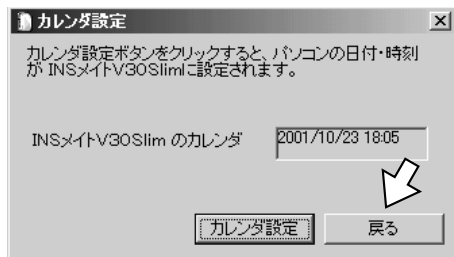 カレンダ設定
カレンダ設定ボタンをクリックすると、パソコンの日付・時刻
が INSメイトV30Slimに設定されます。
INSメイトV30Slim のカレンダ 2001/10/23 18:05
カレンダ設定 戻る